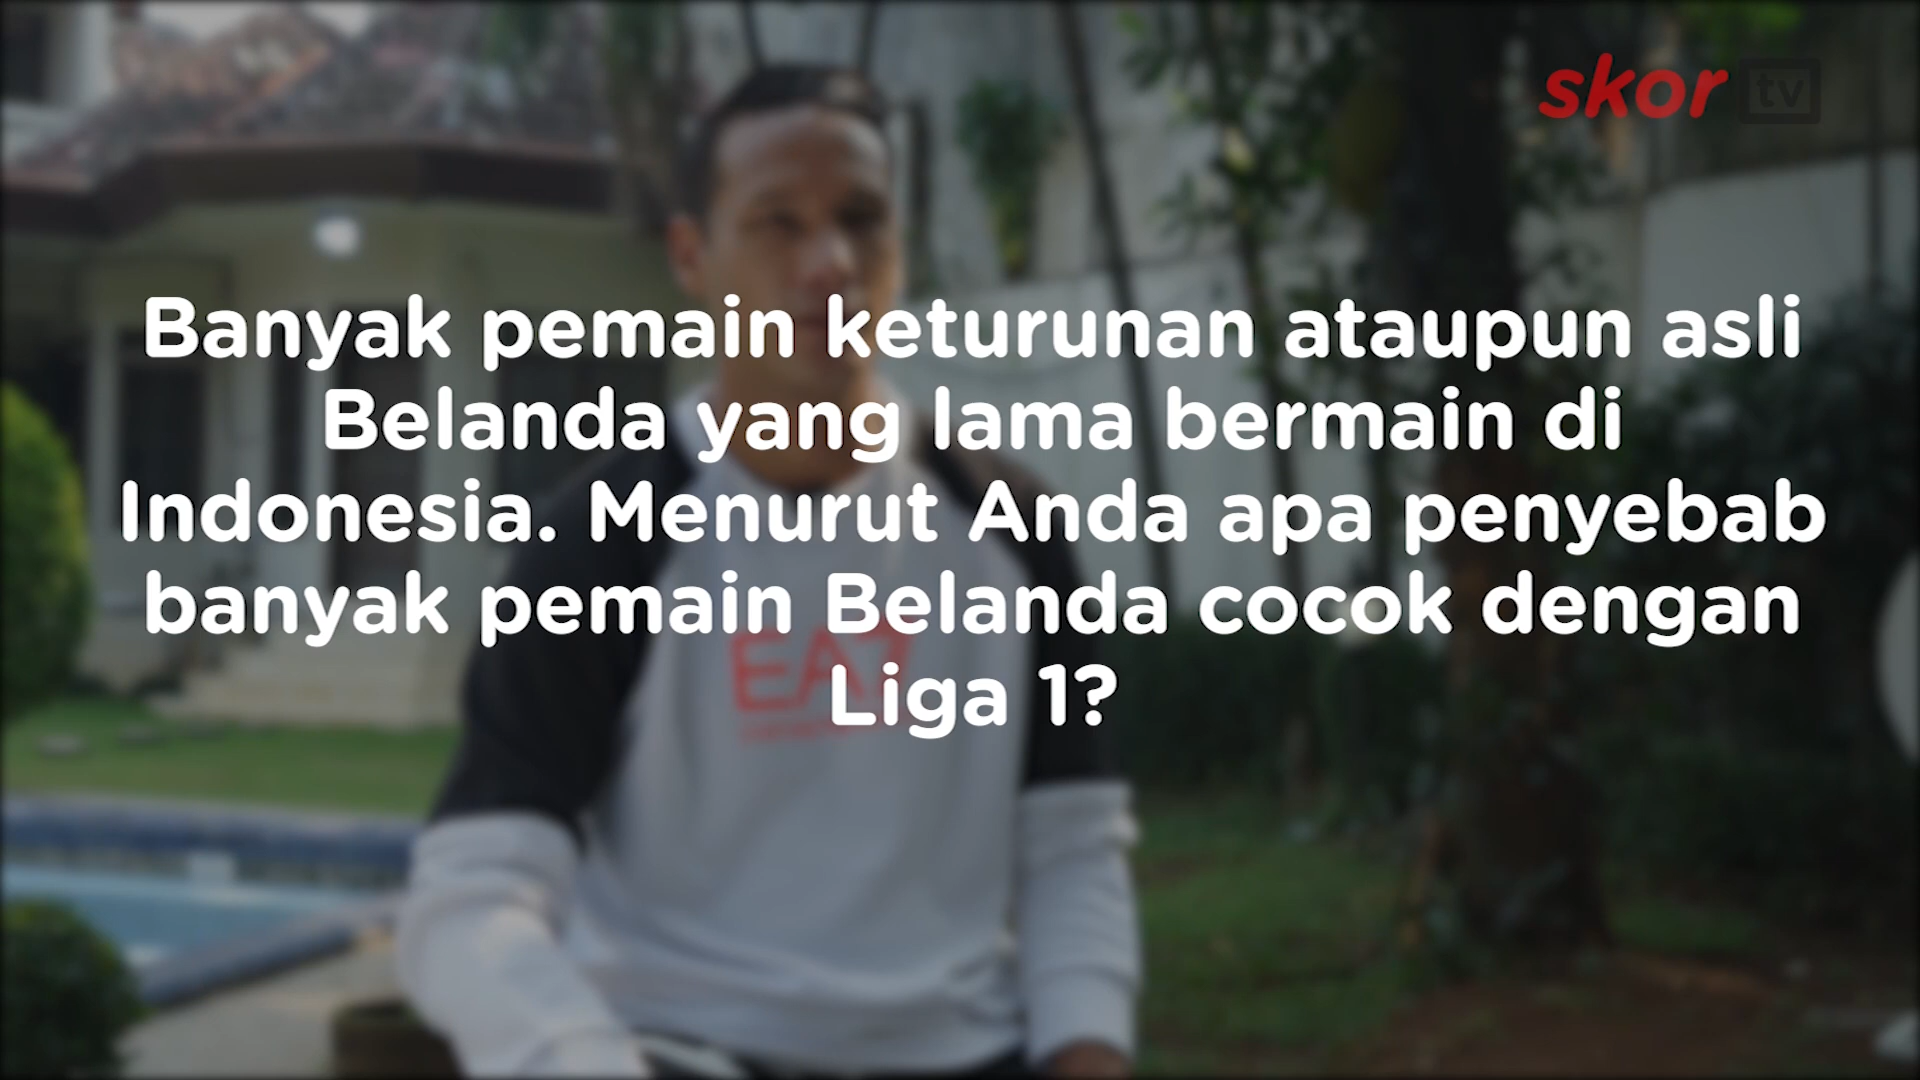 skor tv
Banyak pemain keturunan ataupun asli
Belanda yang lama bermain di
Indonesia. Menurut Anda apa penyebab
banyak pemain Belanda cocok dengan
Liga 1?
EA7